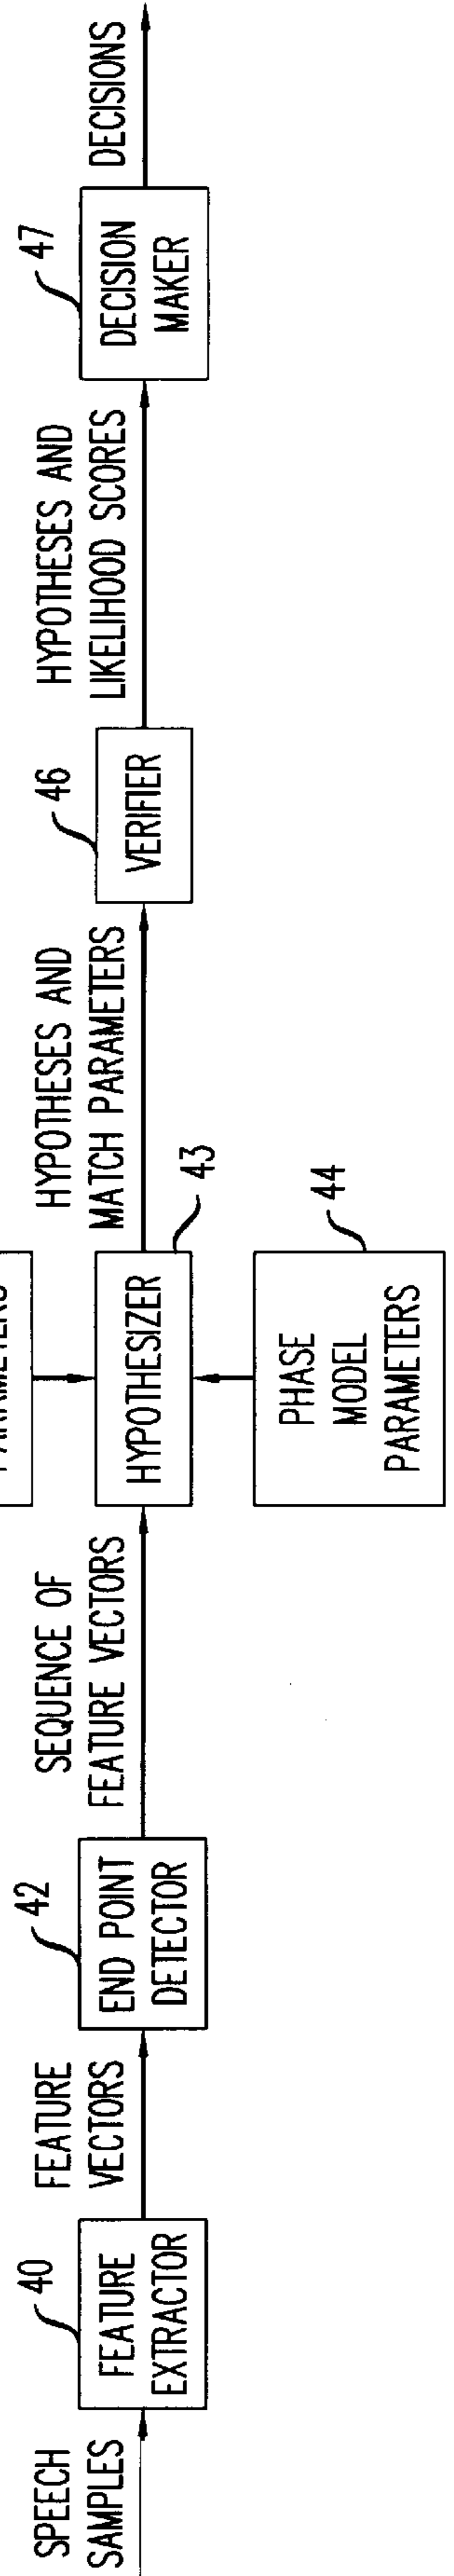 SPEECH
SAMPLES
40
FEATURE
EXTRACTOR
FEATURE
VECTORS
42
END POINT
DETECTOR
SEQUENCE OF
FEATURE VECTORS
HYPOTHESIZER
43
PHASE
MODEL
PARAMETERS
44
HYPOTHESES AND
MATCH PARAMETERS
46
VERIFIER
HYPOTHESES AND
LIKELIHOOD SCORES
47
DECISION
MAKER
DECISIONS